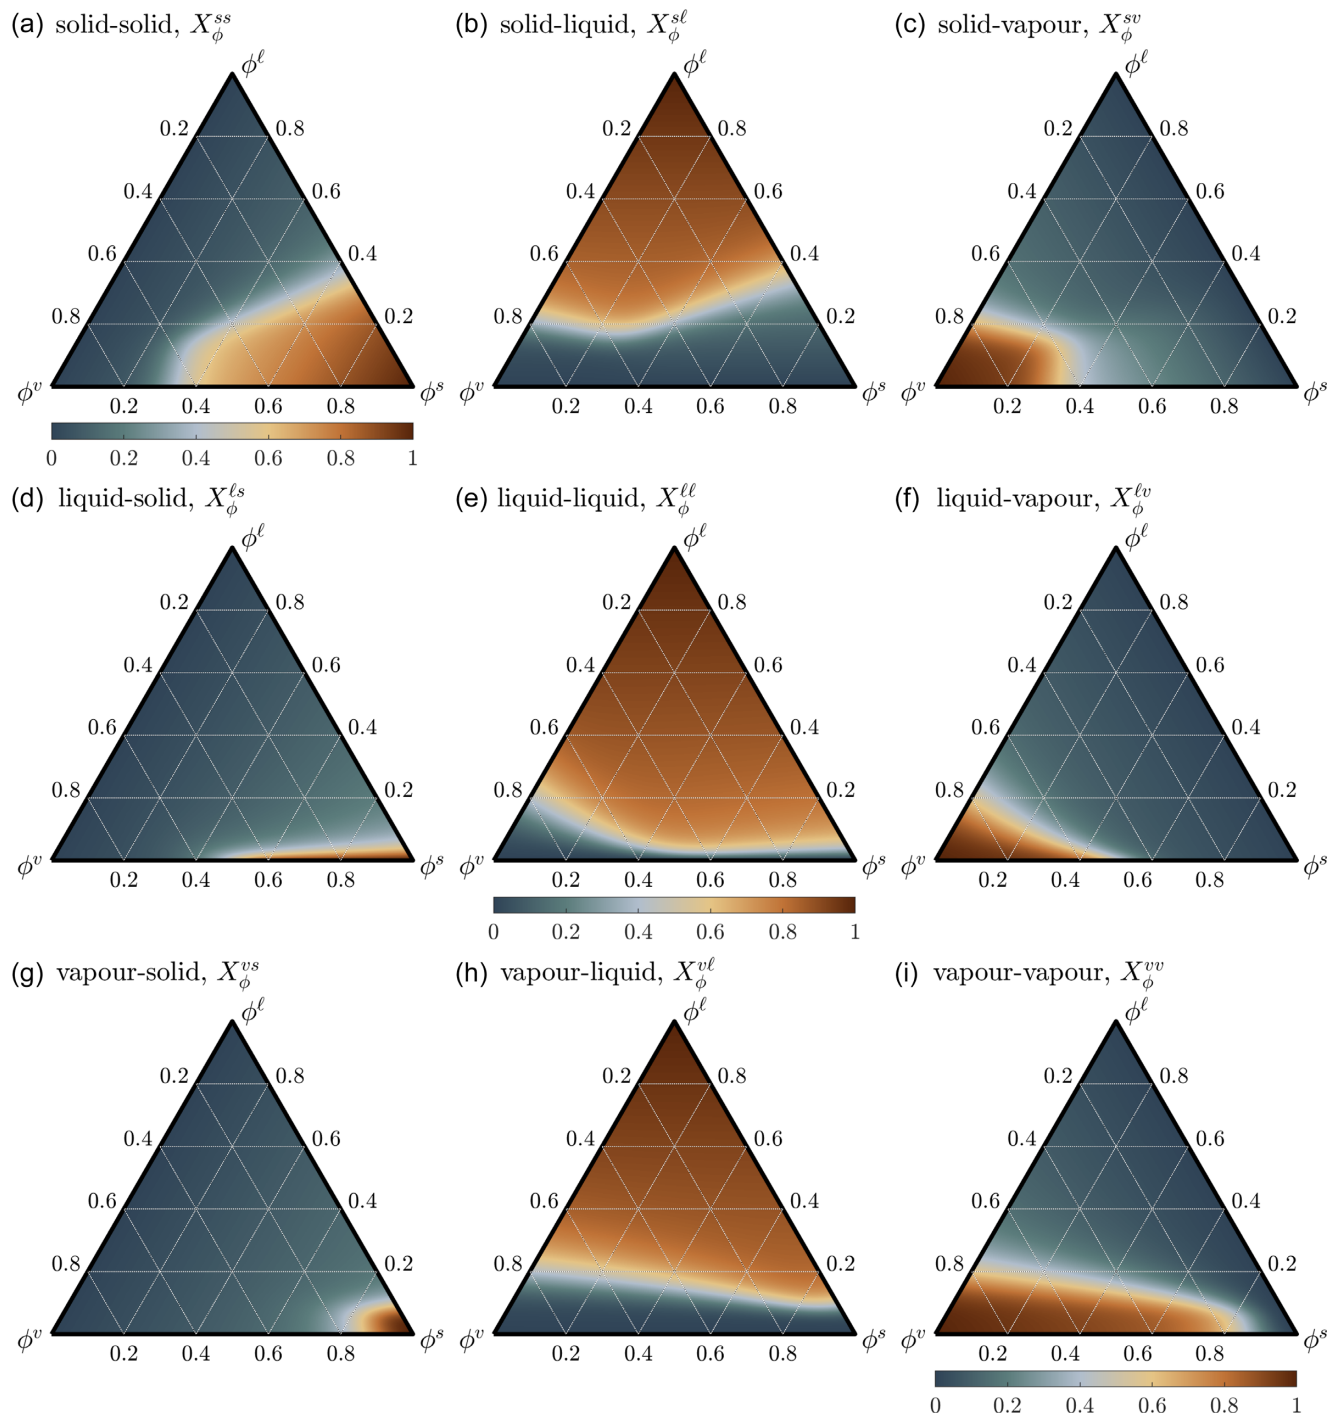 (a) solid-solid, X_ϕ^{ss}
(b) solid-liquid, X_ϕ^{sℓ}
(c) solid-vapour, X_ϕ^{sv}
ϕ^ℓ ϕ^ℓ ϕ^ℓ
0.2 0.8 0.2 0.8 0.2 0.8
0.4 0.6 0.4 0.6 0.4 0.6
0.6 0.4 0.6 0.4 0.6 0.4
0.8 0.2 0.8 0.2 0.8 0.2
ϕ^v ϕ^s ϕ^v ϕ^s ϕ^v ϕ^s
0.2 0.4 0.6 0.8 0.2 0.4 0.6 0.8 0.2 0.4 0.6 0.8
0 0.2 0.4 0.6 0.8 1
(d) liquid-solid, X_ϕ^{ℓs}
(e) liquid-liquid, X_ϕ^{ℓℓ}
(f) liquid-vapour, X_ϕ^{ℓv}
ϕ^ℓ ϕ^ℓ ϕ^ℓ
0.2 0.8 0.2 0.8 0.2 0.8
0.4 0.6 0.4 0.6 0.4 0.6
0.6 0.4 0.6 0.4 0.6 0.4
0.8 0.2 0.8 0.2 0.8 0.2
ϕ^v ϕ^s ϕ^v ϕ^s ϕ^v ϕ^s
0.2 0.4 0.6 0.8 0.2 0.4 0.6 0.8 0.2 0.4 0.6 0.8
0 0.2 0.4 0.6 0.8 1
(g) vapour-solid, X_ϕ^{vs}
(h) vapour-liquid, X_ϕ^{vℓ}
(i) vapour-vapour, X_ϕ^{vv}
ϕ^ℓ ϕ^ℓ ϕ^ℓ
0.2 0.8 0.2 0.8 0.2 0.8
0.4 0.6 0.4 0.6 0.4 0.6
0.6 0.4 0.6 0.4 0.6 0.4
0.8 0.2 0.8 0.2 0.8 0.2
ϕ^v ϕ^s ϕ^v ϕ^s ϕ^v ϕ^s
0.2 0.4 0.6 0.8 0.2 0.4 0.6 0.8 0.2 0.4 0.6 0.8
0 0.2 0.4 0.6 0.8 1